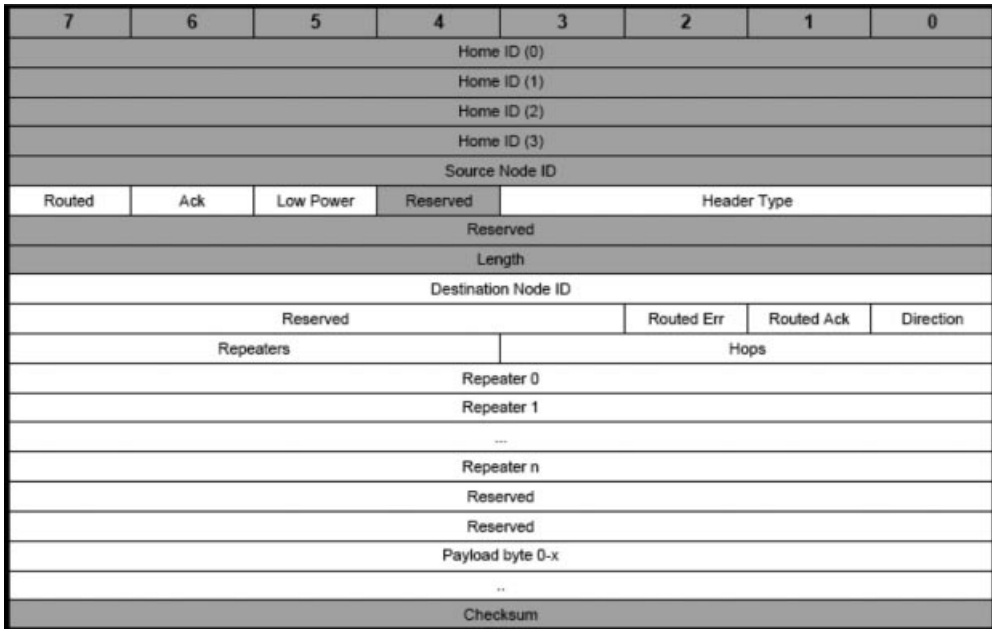 7 6 5 4 3 2 1 0
Home ID (0)
Home ID (1)
Home ID (2)
Home ID (3)
Source Node ID
Routed Ack Low Power Reserved Header Type
Reserved
Length
Destination Node ID
Reserved Routed Err Routed Ack Direction
Repeaters Hops
Repeater 0
Repeater 1
...
Repeater n
Reserved
Reserved
Payload byte 0-x
..
Checksum